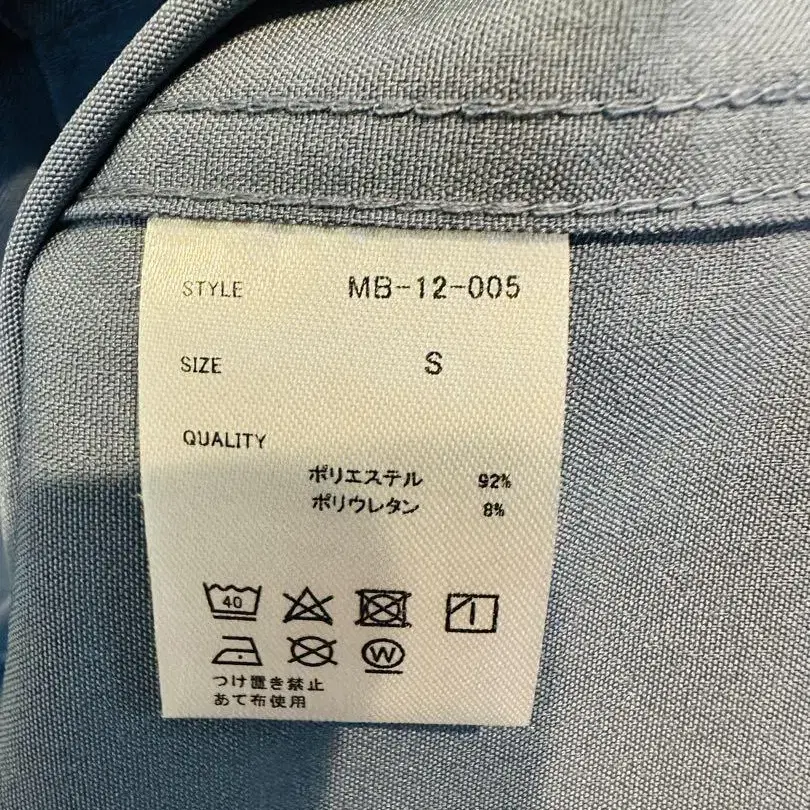 STYLE MB-12-005
SIZE S
QUALITY
ポリエステル 92%
ポリウレタン 8%
40
W
つけ置き禁止
あて布使用